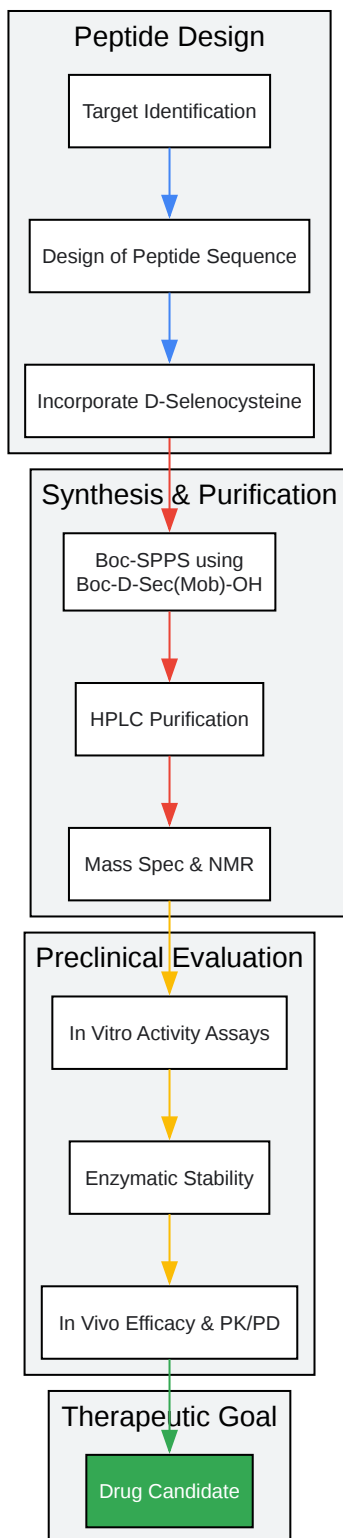 Peptide Design
Target Identification
Design of Peptide Sequence
Incorporate D-Selenocysteine
Synthesis & Purification
Boc-SPPS using
Boc-D-Sec(Mob)-OH
HPLC Purification
Mass Spec & NMR
Preclinical Evaluation
In Vitro Activity Assays
Enzymatic Stability
In Vivo Efficacy & PK/PD
Therapeutic Goal
Drug Candidate